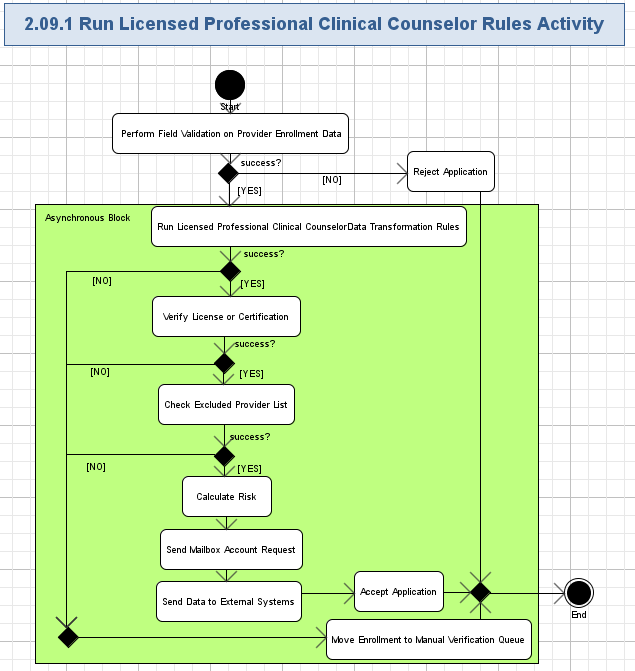 2.09.1 Run Licensed Professional Clinical Counselor Rules Activity
Start
Perform Field Validation on Provider Enrollment Data
success?
[NO]
Reject Application
[YES]
Asynchronous Block
Run Licensed Professional Clinical CounselorData Transformation Rules
success?
[NO]
[YES]
Verify License or Certification
success?
[NO]
[YES]
Check Excluded Provider List
success?
[NO]
[YES]
Calculate Risk
Send Mailbox Account Request
Send Data to External Systems
Accept Application
End
Move Enrollment to Manual Verification Queue